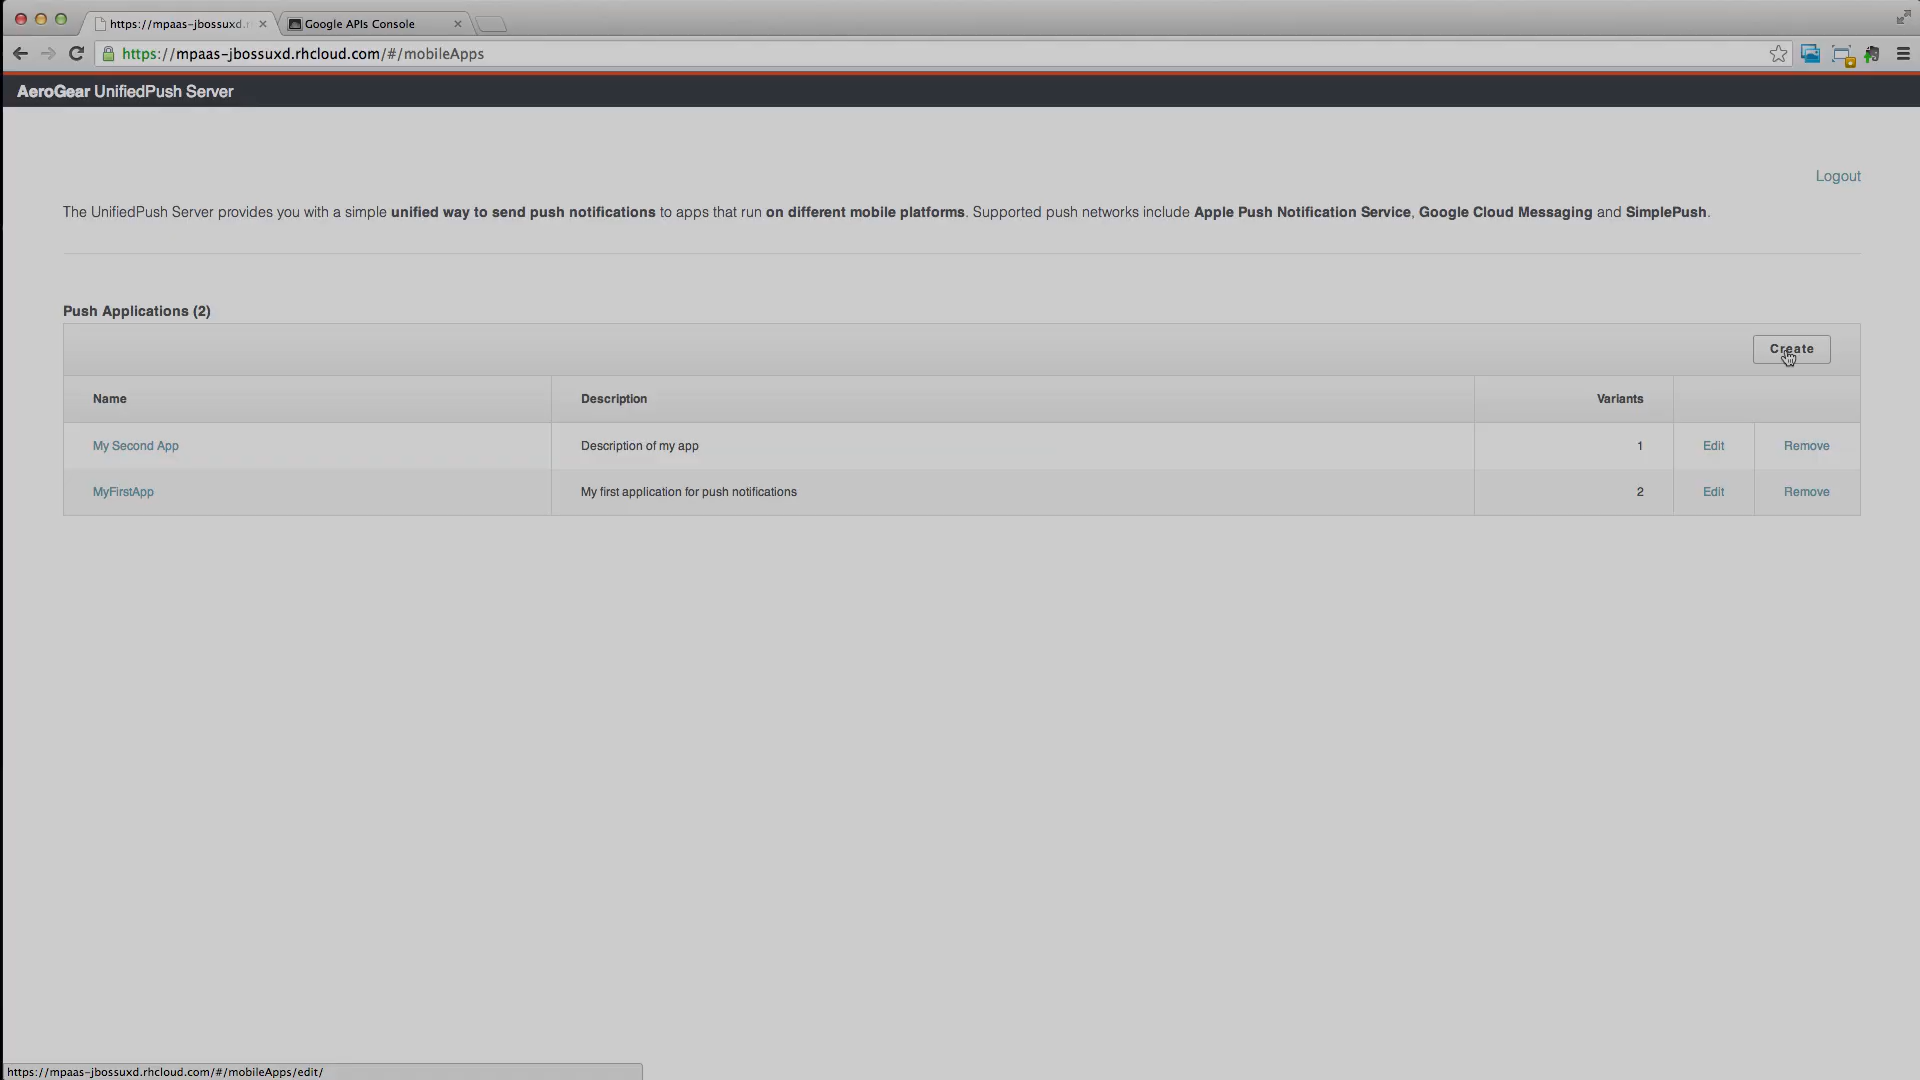 https://mpaas-jbossuxd.r
Google APIs Console
https://mpaas-jbossuxd.rhcloud.com/#/mobileApps
AeroGear UnifiedPush Server
Logout
The UnifiedPush Server provides you with a simple unified way to send push notifications to apps that run on different mobile platforms. Supported push networks include Apple Push Notification Service, Google Cloud Messaging and SimplePush.
Push Applications (2)
Create
Name Description Variants
My Second App Description of my app 1 Edit Remove
MyFirstApp My first application for push notifications 2 Edit Remove
https://mpaas-jbossuxd.rhcloud.com/#/mobileApps/edit/